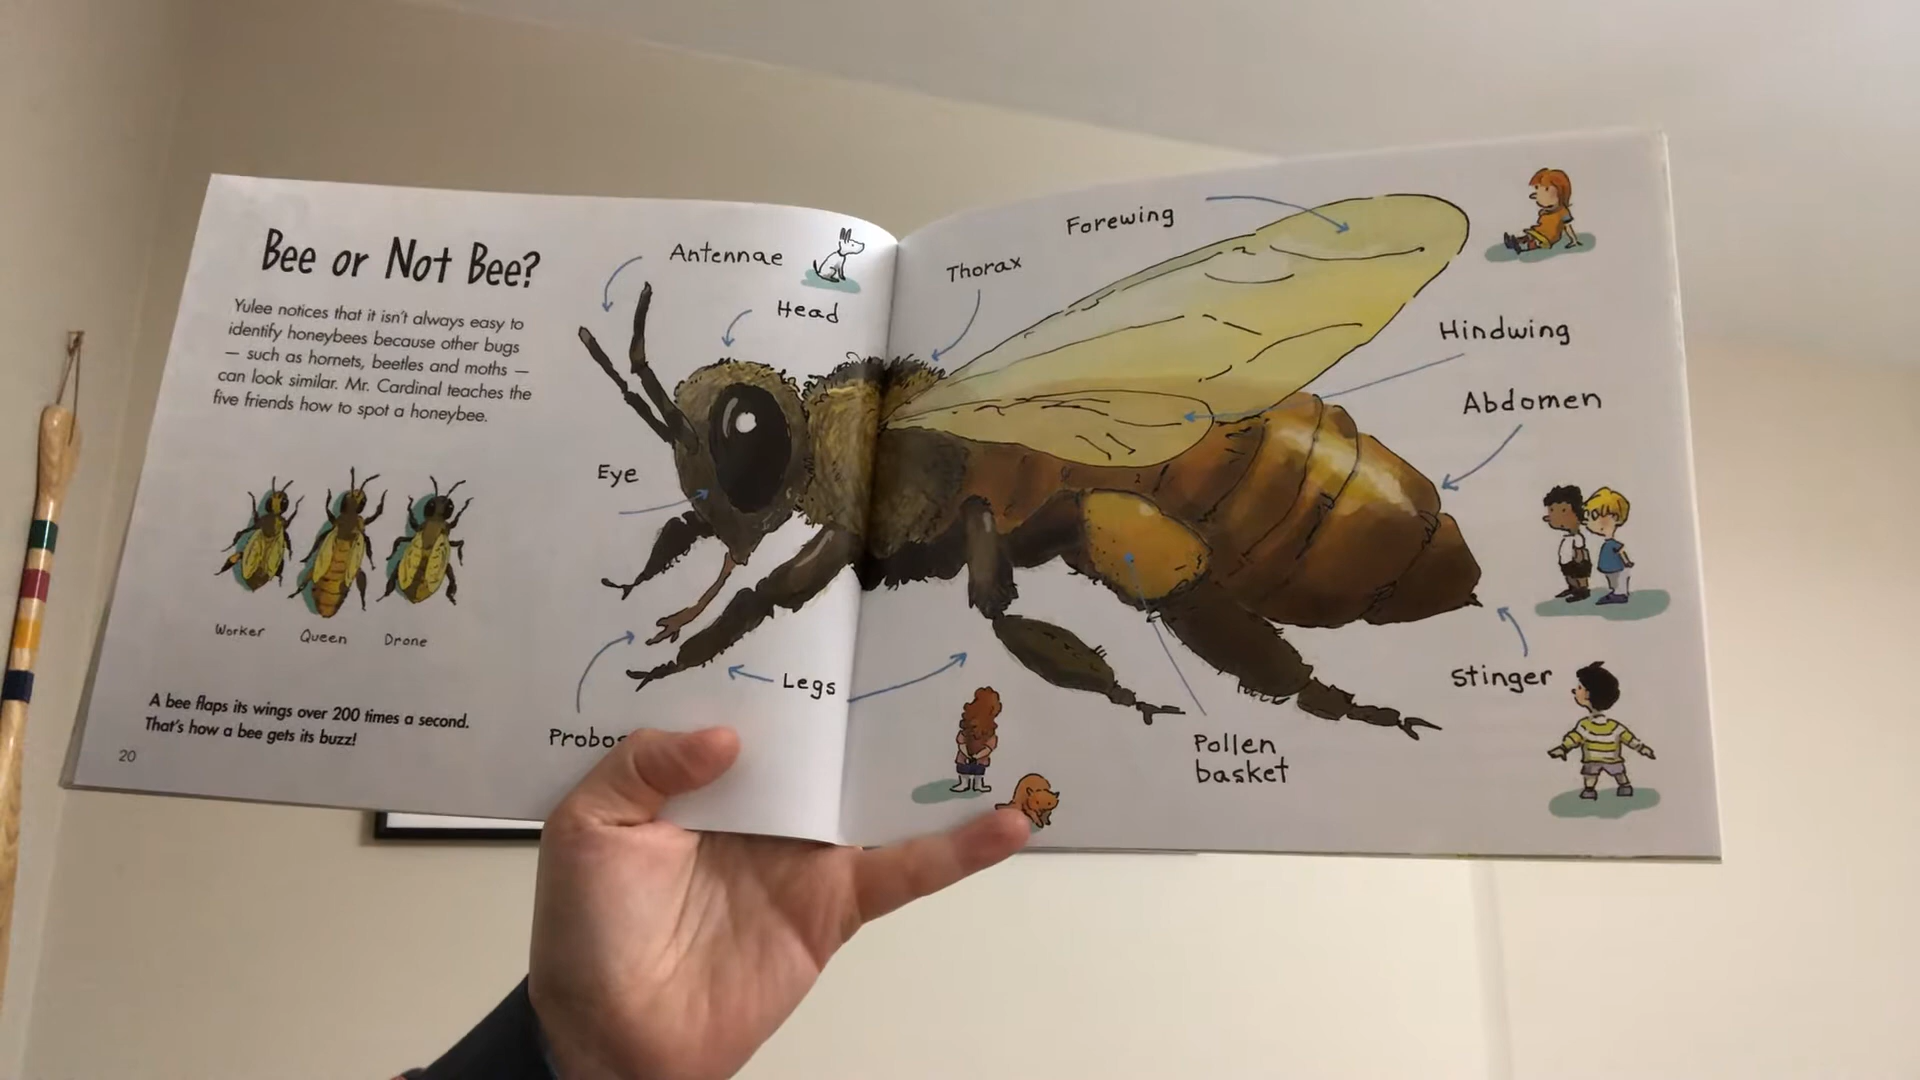 Bee or Not Bee?
Yulee notices that it isn't always easy to
identify honeybees because other bugs
— such as hornets, beetles and moths —
can look similar. Mr. Cardinal teaches the
five friends how to spot a honeybee.
Worker
Queen
Drone
A bee flaps its wings over 200 times a second.
That's how a bee gets its buzz!
20
Antennae
Head
Eye
Legs
Thorax
Forewing
Hindwing
Abdomen
Stinger
Pollen
basket